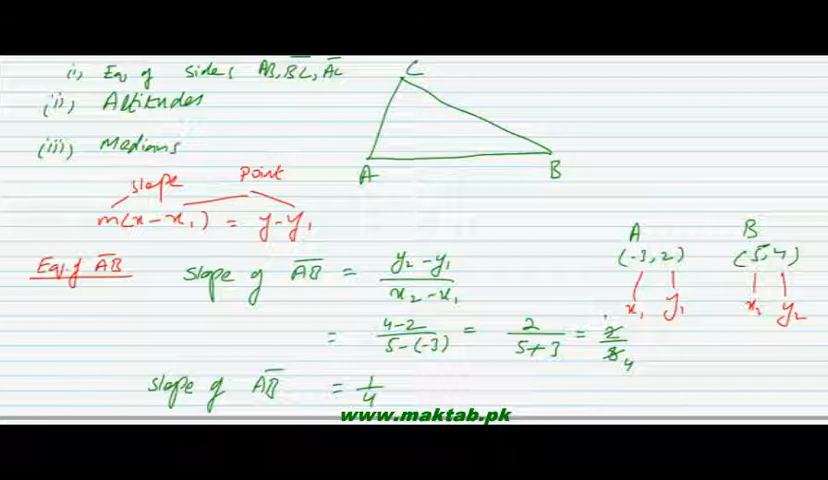 (i) Eq of sides AB, BC, AC
(ii) Altitudes
(iii) Medians
C
A
B
slope Point
m(x-x₁) = y-y₁
Eq. of AB
slope of AB = y₂-y₁ / x₂-x₁
= 4-2 / 5-(-3) = 2 / 5+3 = 2 / 8 4
slope of AB = 1/4
A B
(-3, 2) (5, 4)
x₁ y₁ x₂ y₂
www.maktab.pk